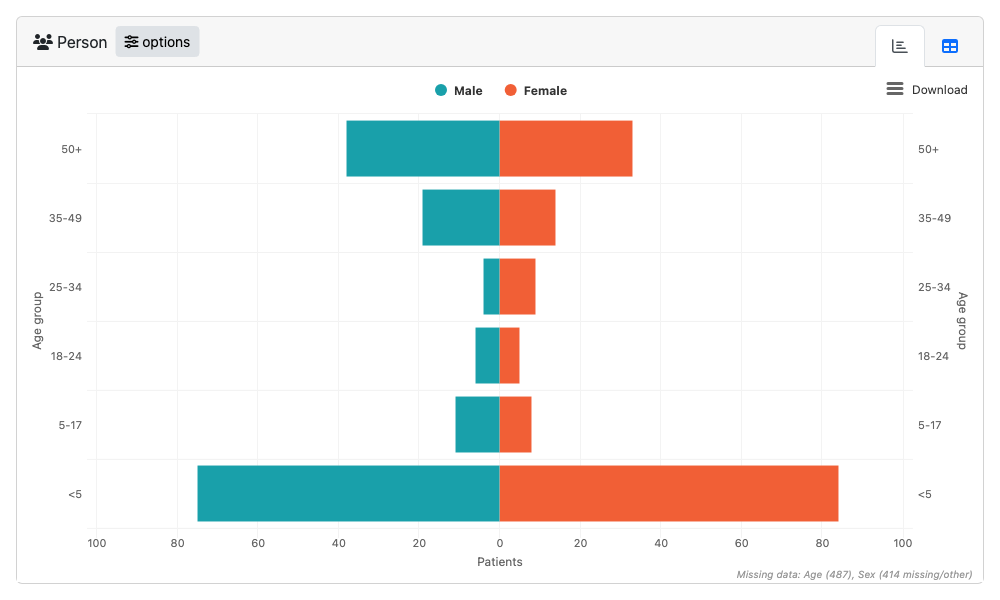 Person options
Male Female
Download
50+ 50+
35-49 35-49
25-34 25-34
Age group Age group
18-24 18-24
5-17 5-17
<5 <5
100 80 60 40 20 0 20 40 60 80 100
Patients
Missing data: Age (487), Sex (414 missing/other)